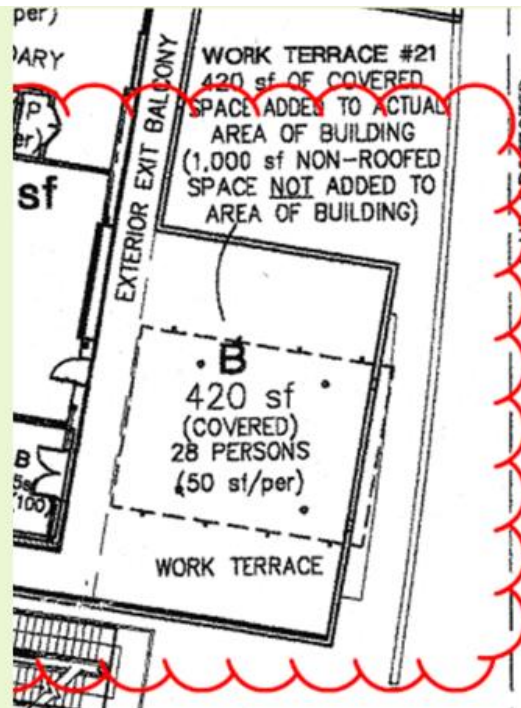 per)
DARY
p
er)
sf
EXTERIOR EXIT BALCONY
WORK TERRACE #21
420 sf OF COVERED
SPACE ADDED TO ACTUAL
AREA OF BUILDING
(1,000 sf NON-ROOFED
SPACE NOT ADDED TO
AREA OF BUILDING)
B
420 sf
(COVERED)
28 PERSONS
(50 sf/per)
B
WORK TERRACE